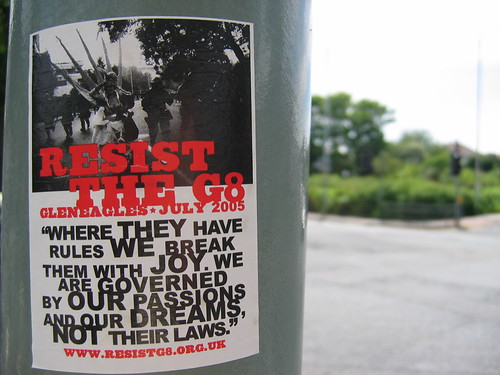 RESIST
THE G8
GLENEAGLES★JULY 2005
"WHERE THEY HAVE
RULES WE BREAK
THEM WITH JOY. WE
ARE GOVERNED
BY OUR PASSIONS
AND OUR DREAMS,
NOT THEIR LAWS.",
WWW.RESISTG8.ORG.UK